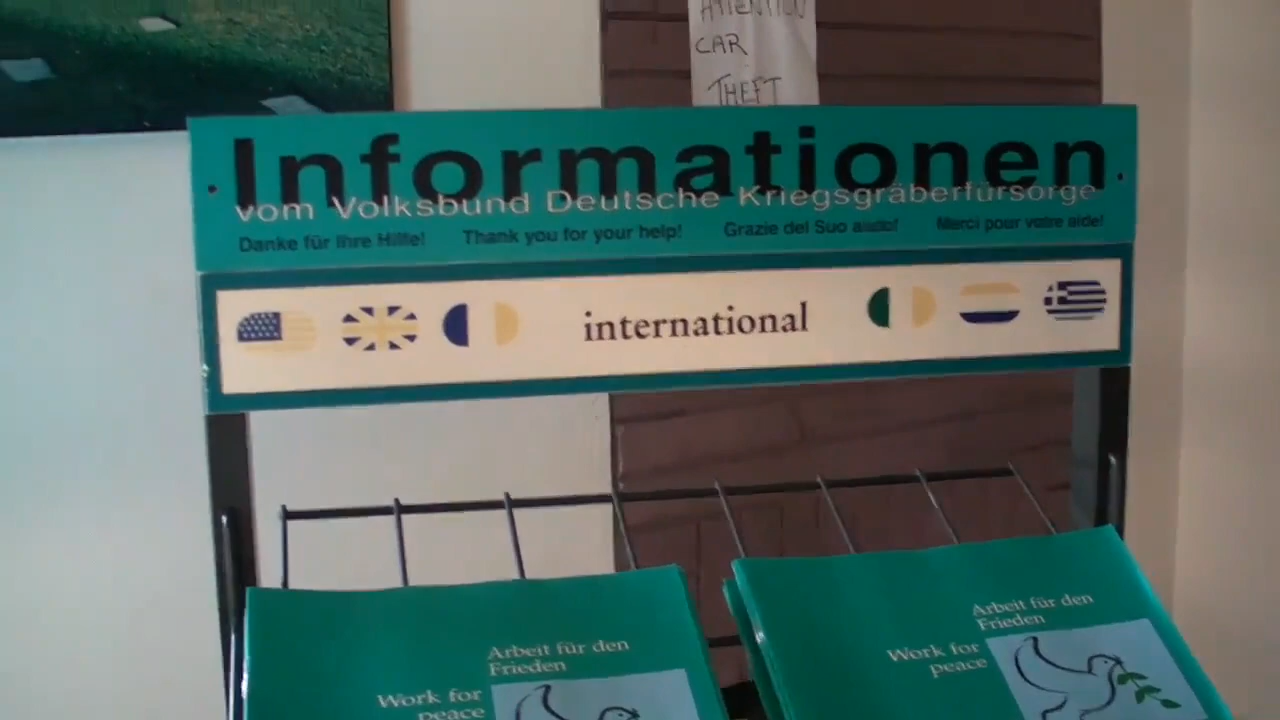 ATTENTION
CAR
THEFT
Informationen
vom Volksbund Deutsche Kriegsgräberfürsorge
Danke für Ihre Hilfe! Thank you for your help! Grazie del Suo aiuto! Merci pour votre aide!
international
Arbeit für den
Frieden
Work for
peace
Arbeit für den
Frieden
Work for
peace